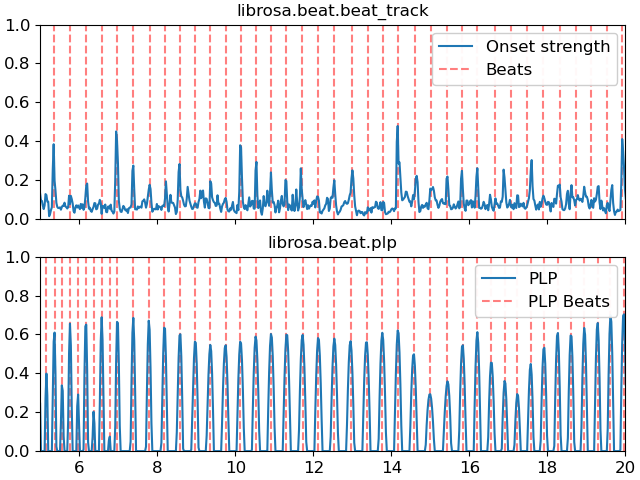 librosa.beat.beat_track
1.0
0.8
0.6
0.4
0.2
0.0
Onset strength
Beats
librosa.beat.plp
1.0
0.8
0.6
0.4
0.2
0.0
PLP
PLP Beats
6 8 10 12 14 16 18 20